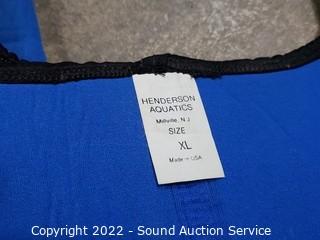 HENDERSON
AQUATICS
Millville, N.J.
SIZE
XL
Made in USA
Copyright 2022 - Sound Auction Service